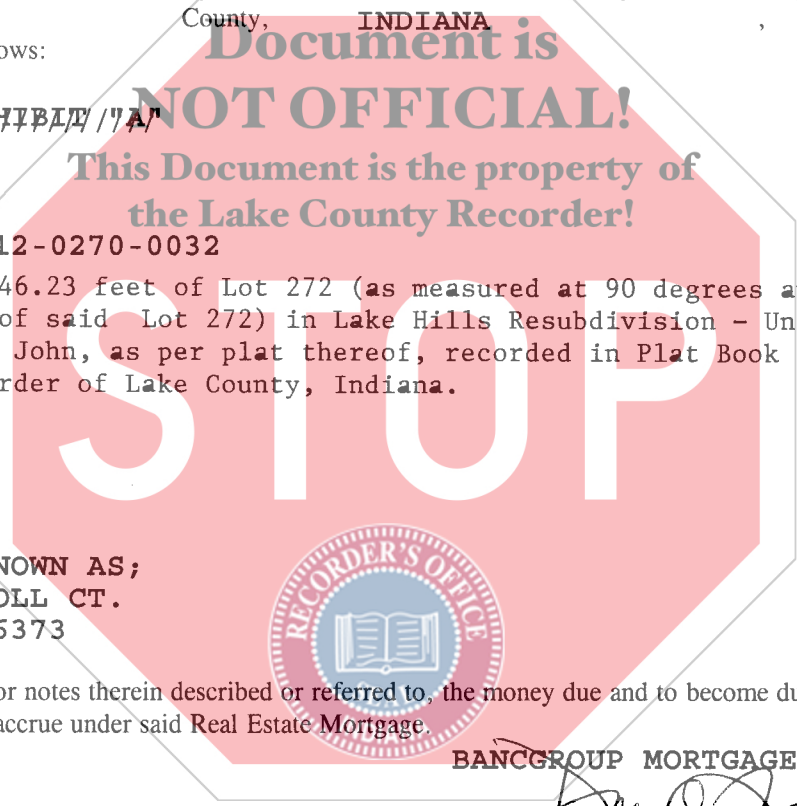 County, INDIANA ,
ows:
Document is
HIBIT "A"
NOT OFFICIAL!
This Document is the property of
the Lake County Recorder!
12-0270-0032
46.23 feet of Lot 272 (as measured at 90 degrees a
of said Lot 272) in Lake Hills Resubdivision - Un
John, as per plat thereof, recorded in Plat Book
rder of Lake County, Indiana.
STOP
NOWN AS;
OLL CT.
6373
RECORDER'S OFFICE
SEAL
INDIANA
or notes therein described or referred to, the money due and to become du
accrue under said Real Estate Mortgage.
BANCGROUP MORTGAGE